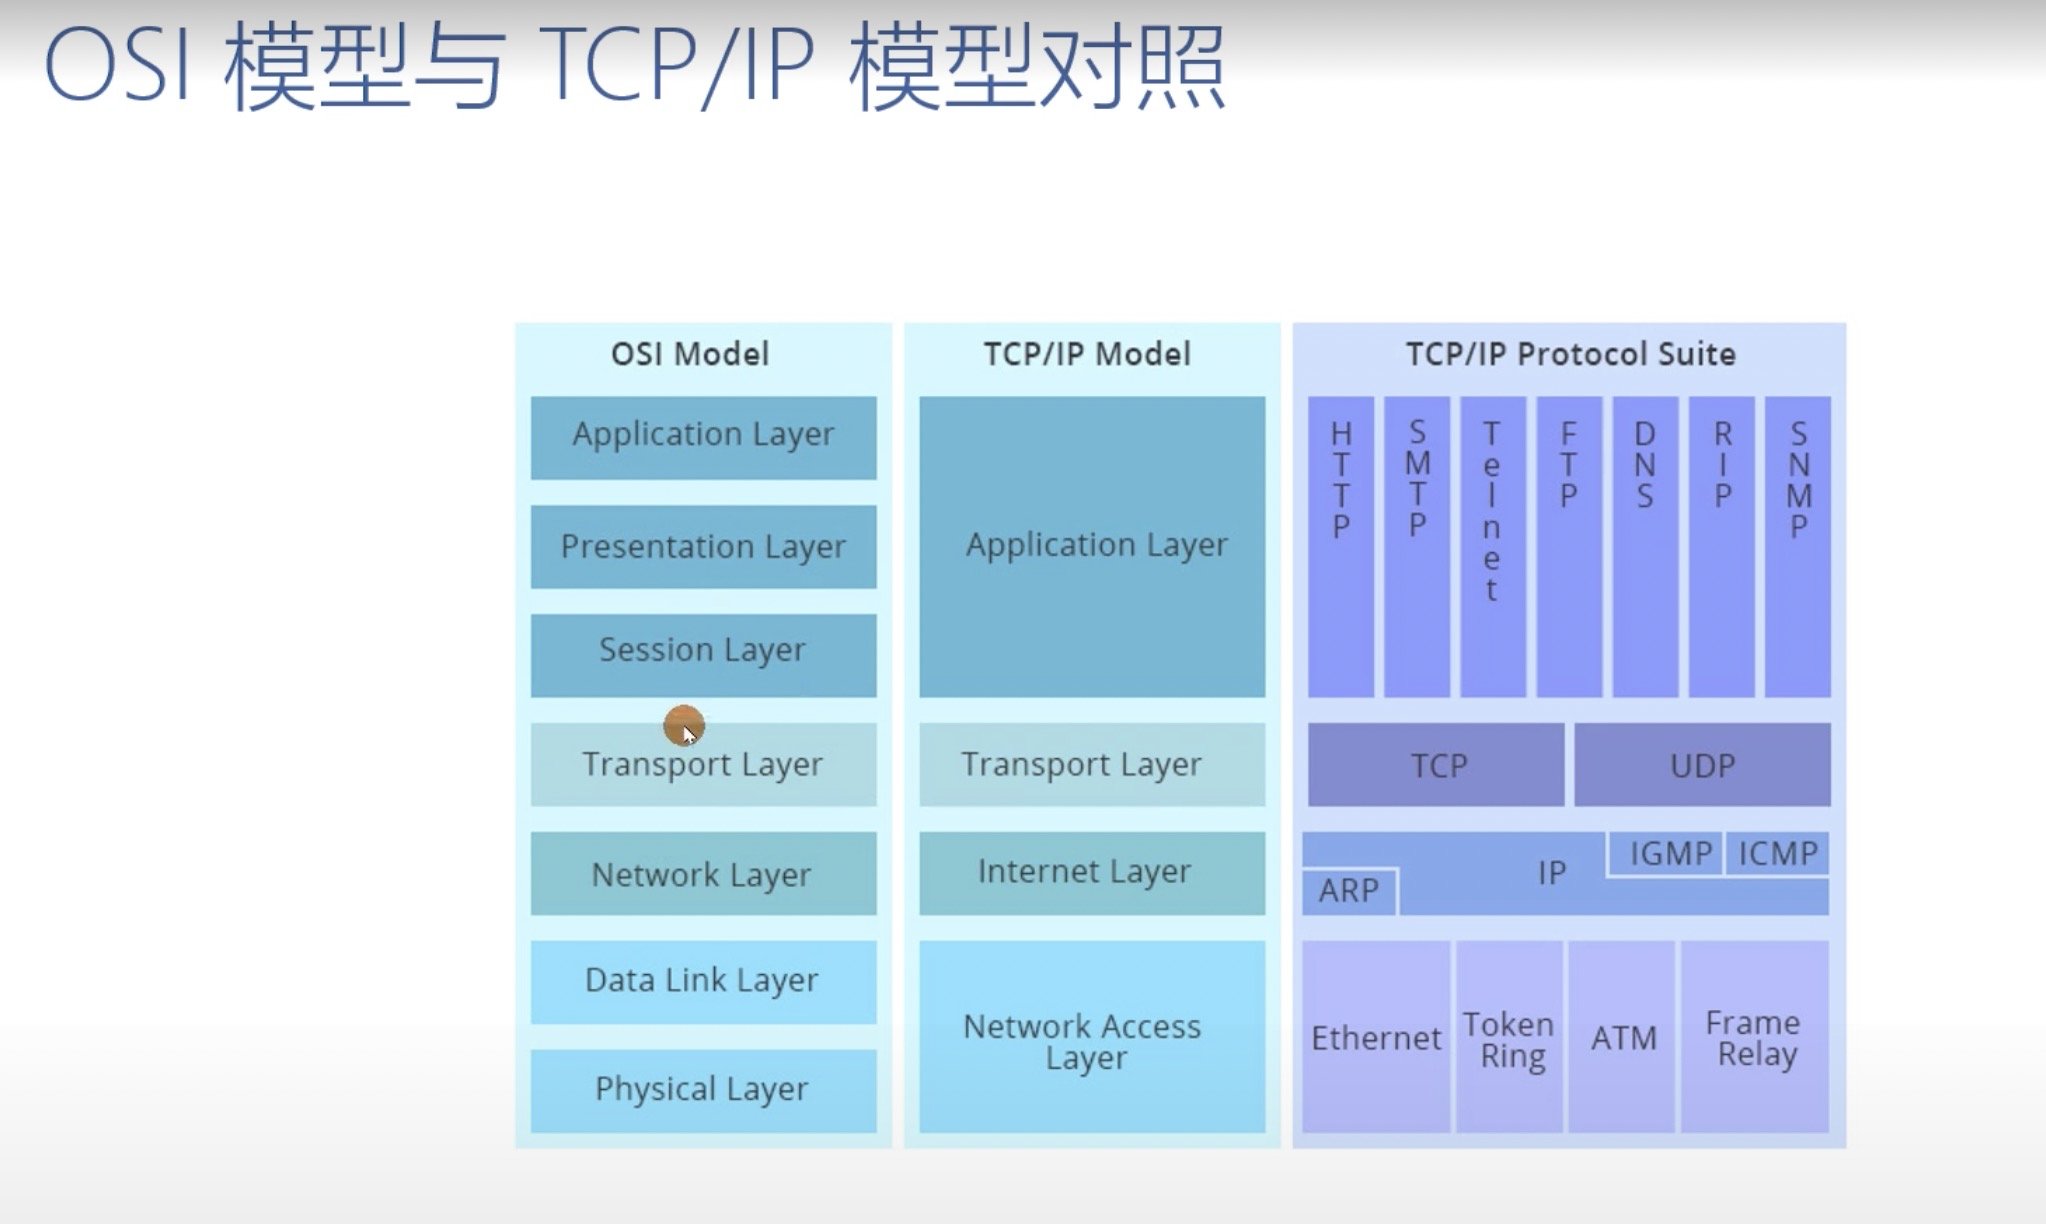 OSI 模型与 TCP/IP 模型对照
OSI Model
Application Layer
Presentation Layer
Session Layer
Transport Layer
Network Layer
Data Link Layer
Physical Layer
TCP/IP Model
Application Layer
Transport Layer
Internet Layer
Network Access
Layer
TCP/IP Protocol Suite
HTTP
SMTP
Telnet
FTP
DNS
RIP
SNMP
TCP
UDP
IP
IGMP
ICMP
ARP
Ethernet
Token
Ring
ATM
Frame
Relay